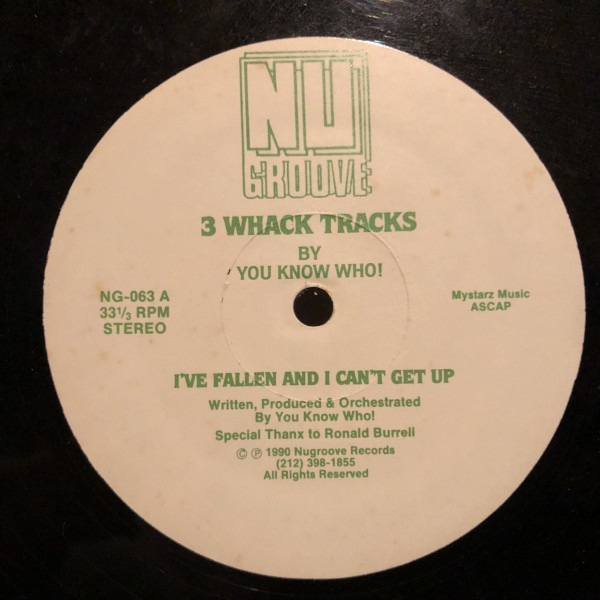 NU
GROOVE
3 WHACK TRACKS
BY
YOU KNOW WHO!
NG-063 A
33⅓ RPM
STEREO
Mystarz Music
ASCAP
I'VE FALLEN AND I CAN'T GET UP
Written, Produced & Orchestrated
By You Know Who!
Special Thanx to Ronald Burrell
© ℗ 1990 Nugroove Records
(212) 398-1855
All Rights Reserved